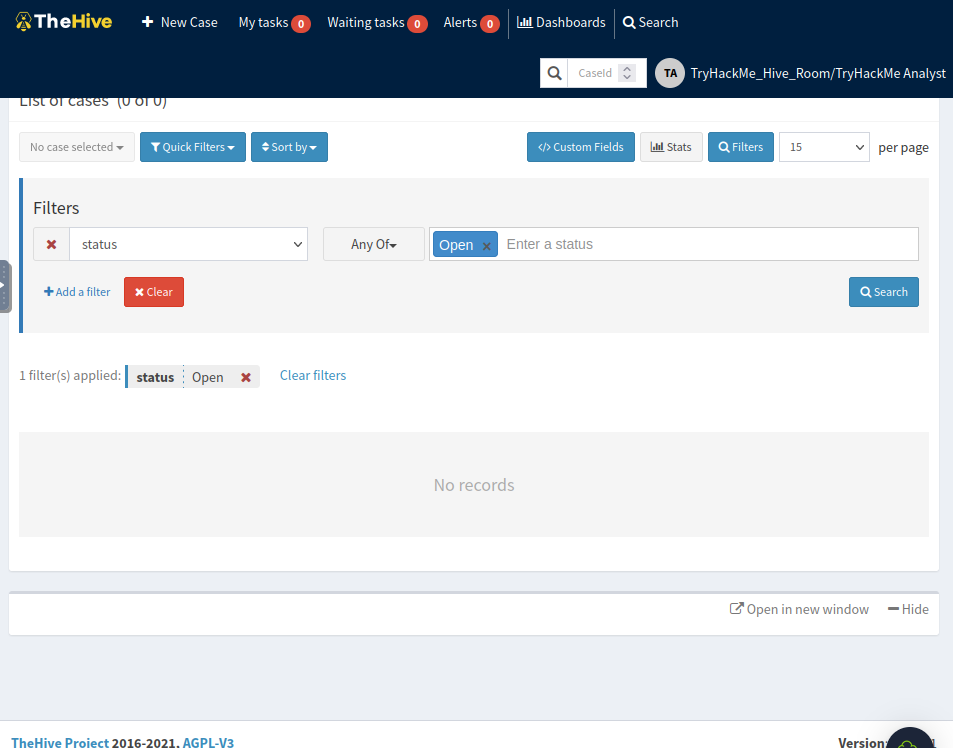 TheHive New Case My tasks 0 Waiting tasks 0 Alerts 0 Dashboards Search
CaseId TA TryHackMe_Hive_Room/TryHackMe Analyst
List of cases (0 of 0)
No case selected Quick Filters Sort by </> Custom Fields Stats Filters 15 per page
Filters
status Any Of Open Enter a status
Add a filter Clear Search
1 filter(s) applied: status Open Clear filters
No records
Open in new window Hide
TheHive Project 2016-2021, AGPL-V3 Version: